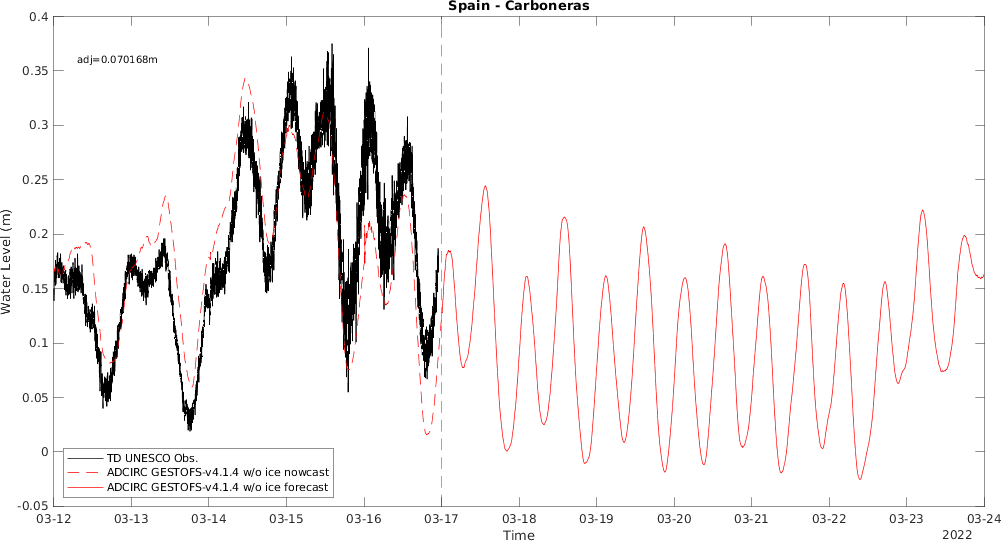 Spain - Carboneras
adj=0.070168m
Water Level (m)
0.4
0.35
0.3
0.25
0.2
0.15
0.1
0.05
0
-0.05
TD UNESCO Obs.
ADCIRC GESTOFS-v4.1.4 w/o ice nowcast
ADCIRC GESTOFS-v4.1.4 w/o ice forecast
03-12 03-13 03-14 03-15 03-16 03-17 03-18 03-19 03-20 03-21 03-22 03-23 03-24
Time
2022